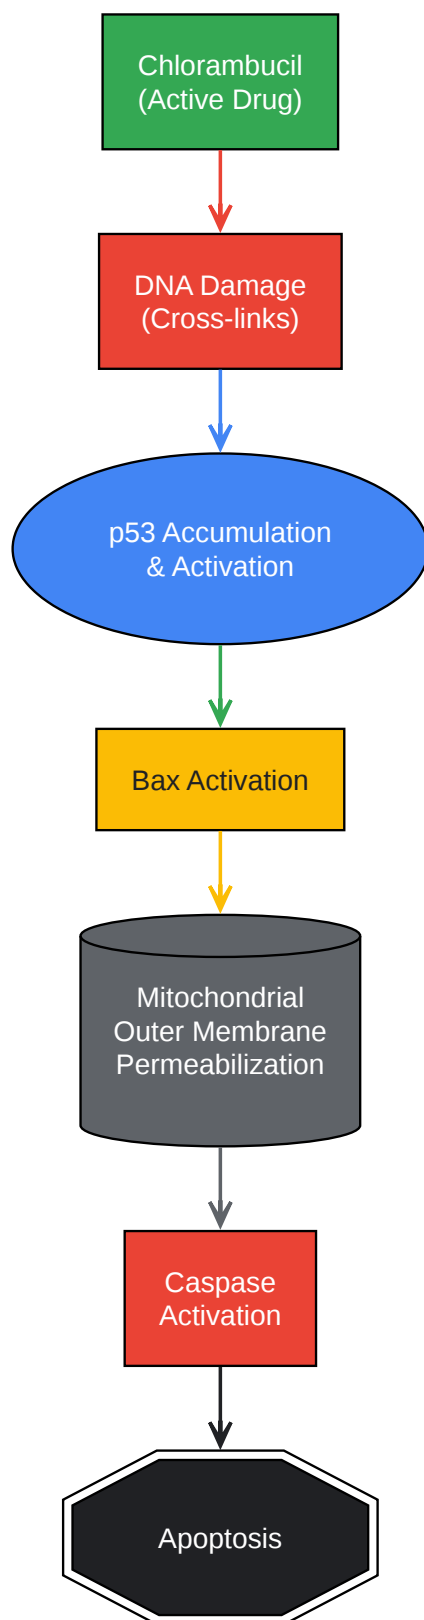 Chlorambucil
(Active Drug)
DNA Damage
(Cross-links)
p53 Accumulation
& Activation
Bax Activation
Mitochondrial
Outer Membrane
Permeabilization
Caspase
Activation
Apoptosis